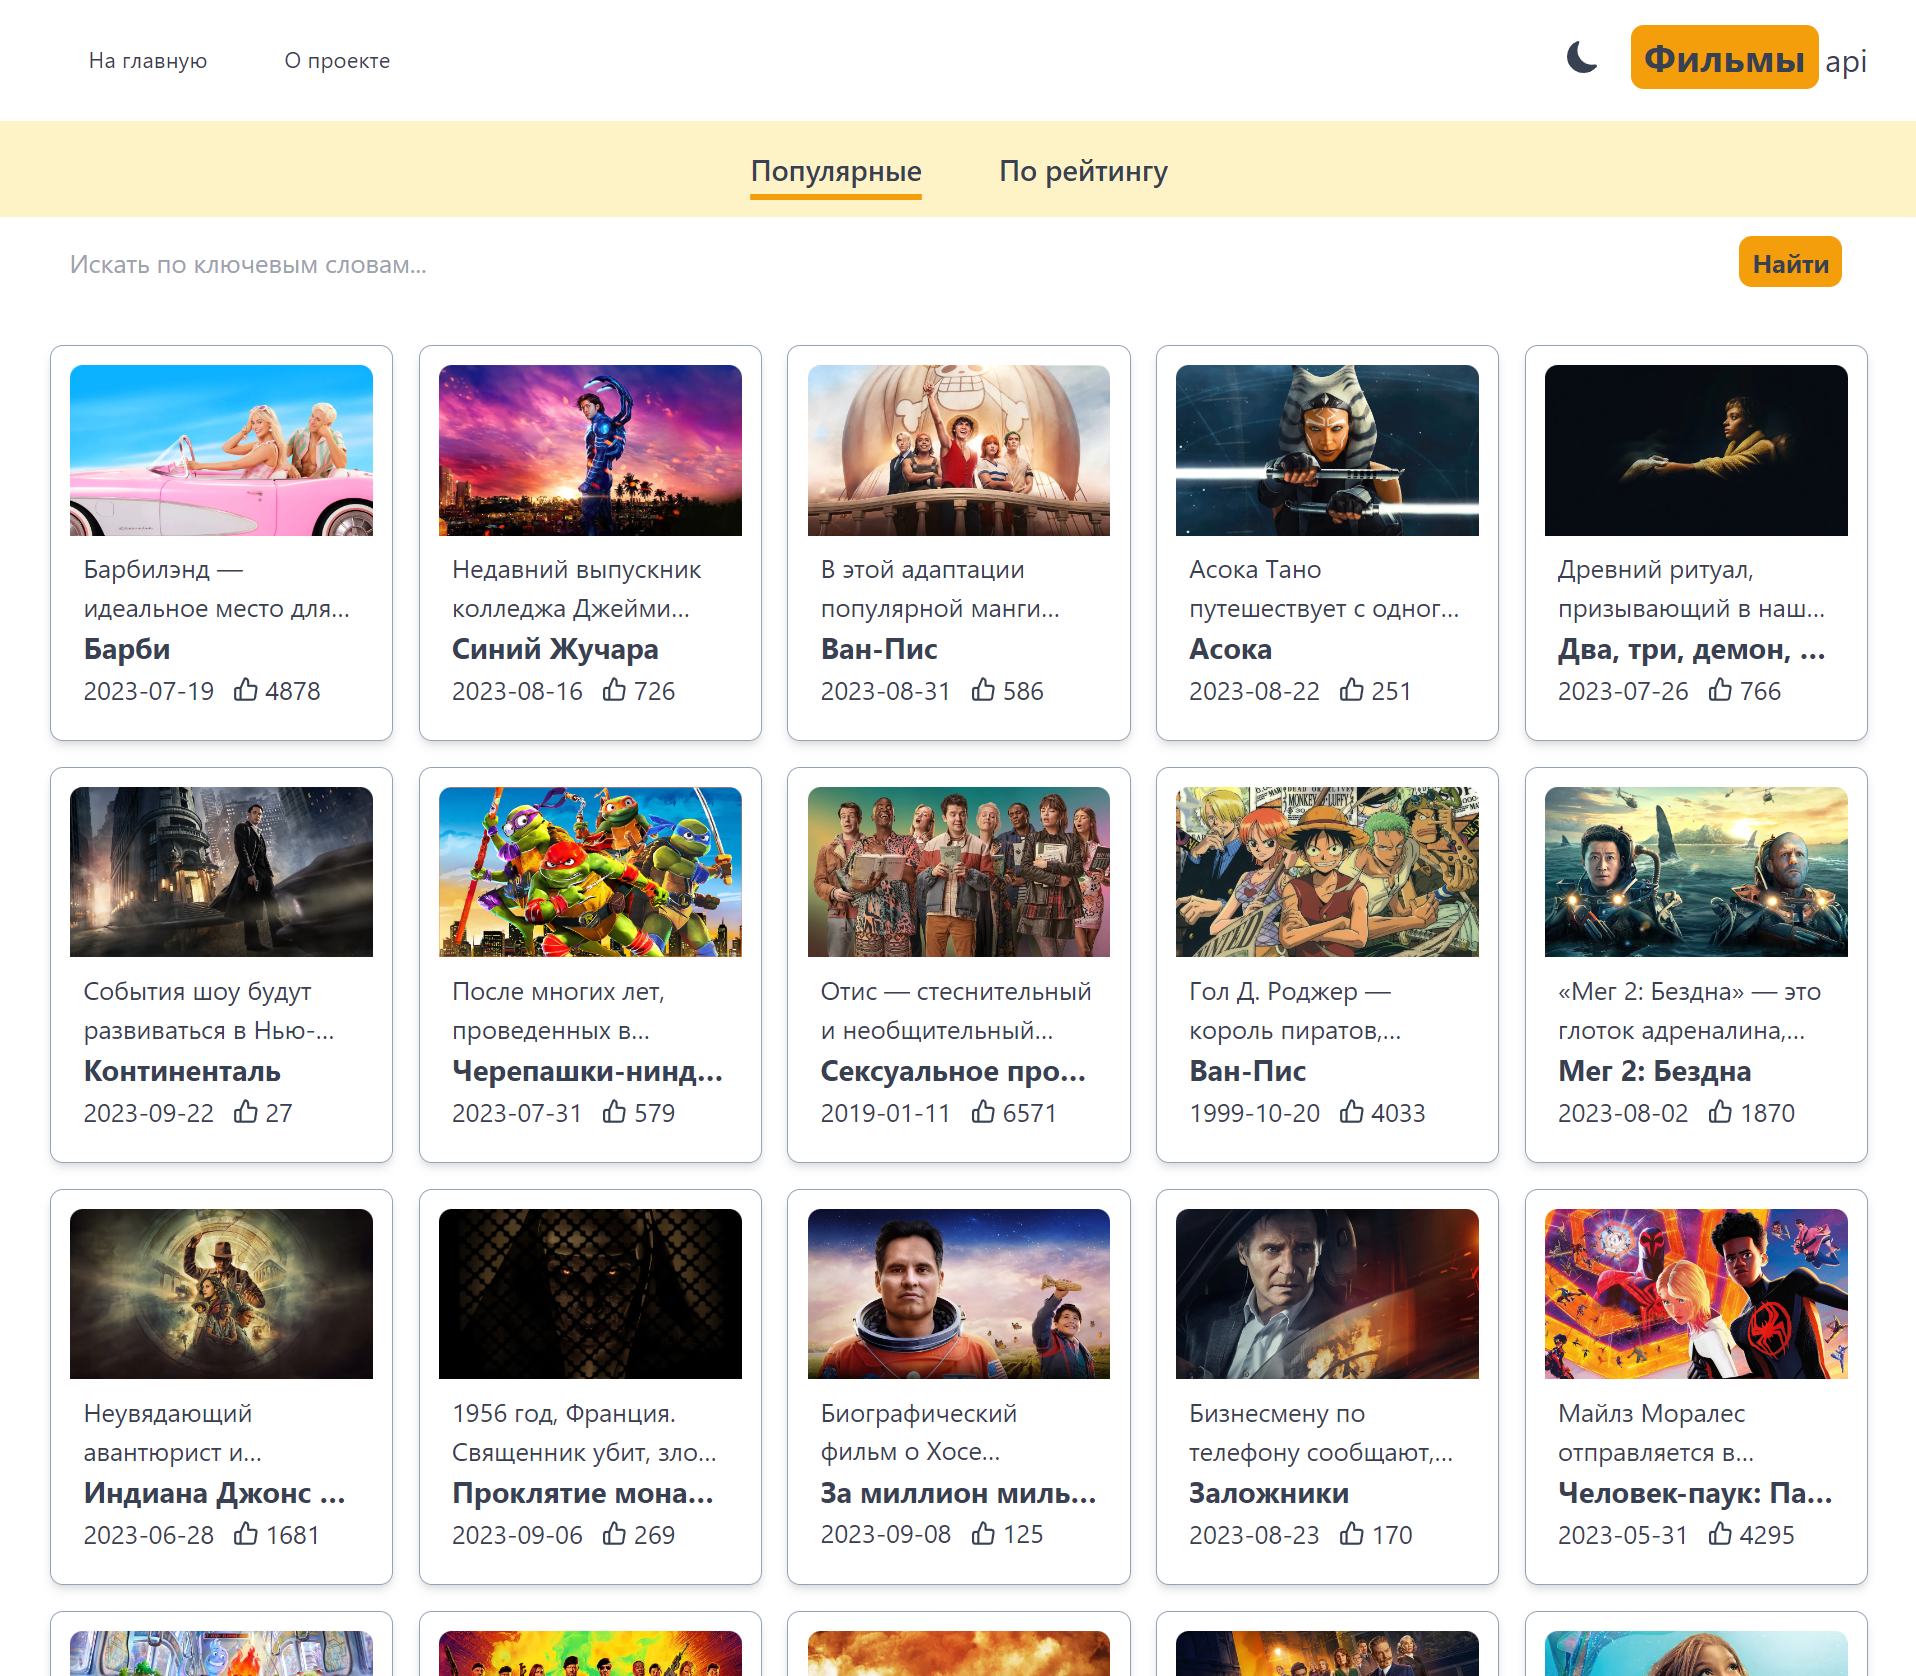 На главную
О проекте
Фильмы api
Популярные
По рейтингу
Искать по ключевым словам...
Найти
Барбилэнд —
идеальное место для...
Барби
2023-07-19 4878
Недавний выпускник
колледжа Джейми...
Синий Жучара
2023-08-16 726
В этой адаптации
популярной манги...
Ван-Пис
2023-08-31 586
Асока Тано
путешествует с одног...
Асока
2023-08-22 251
Древний ритуал,
призывающий в наш...
Два, три, демон, ...
2023-07-26 766
События шоу будут
развиваться в Нью-...
Континенталь
2023-09-22 27
После многих лет,
проведенных в...
Черепашки-нинд...
2023-07-31 579
Отис — стеснительный
и необщительный...
Сексуальное про...
2019-01-11 6571
MONKEY·D·LUFFY
Гол Д. Роджер —
король пиратов,...
Ван-Пис
1999-10-20 4033
«Мег 2: Бездна» — это
глоток адреналина,...
Мег 2: Бездна
2023-08-02 1870
Неувядающий
авантюрист и...
Индиана Джонс ...
2023-06-28 1681
1956 год, Франция.
Священник убит, зло...
Проклятие мона...
2023-09-06 269
Биографический
фильм о Хосе...
За миллион миль...
2023-09-08 125
Бизнесмену по
телефону сообщают,...
Заложники
2023-08-23 170
Майлз Моралес
отправляется в...
Человек-паук: Па...
2023-05-31 4295